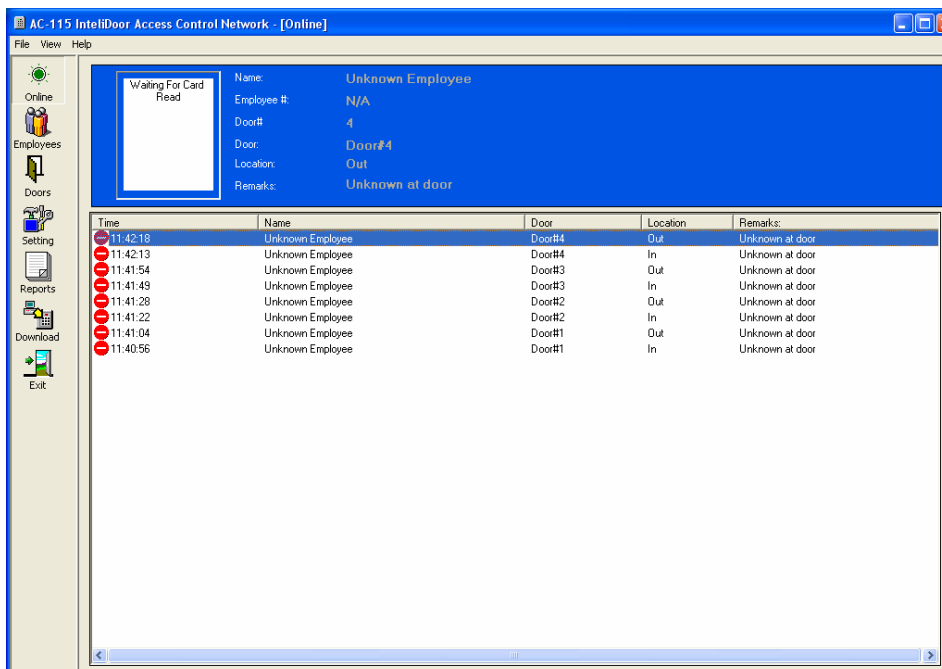 AC-115 InteliDoor Access Control Network - [Online]
File View Help
Online
Employees
Doors
Setting
Reports
Download
Exit
Waiting For Card
Read
Name: Unknown Employee
Employee #: N/A
Door# 4
Door: Door#4
Location: Out
Remarks: Unknown at door
Time Name Door Location Remarks:
11:42:18 Unknown Employee Door#4 Out Unknown at door
11:42:13 Unknown Employee Door#4 In Unknown at door
11:41:54 Unknown Employee Door#3 Out Unknown at door
11:41:49 Unknown Employee Door#3 In Unknown at door
11:41:28 Unknown Employee Door#2 Out Unknown at door
11:41:22 Unknown Employee Door#2 In Unknown at door
11:41:04 Unknown Employee Door#1 Out Unknown at door
11:40:56 Unknown Employee Door#1 In Unknown at door